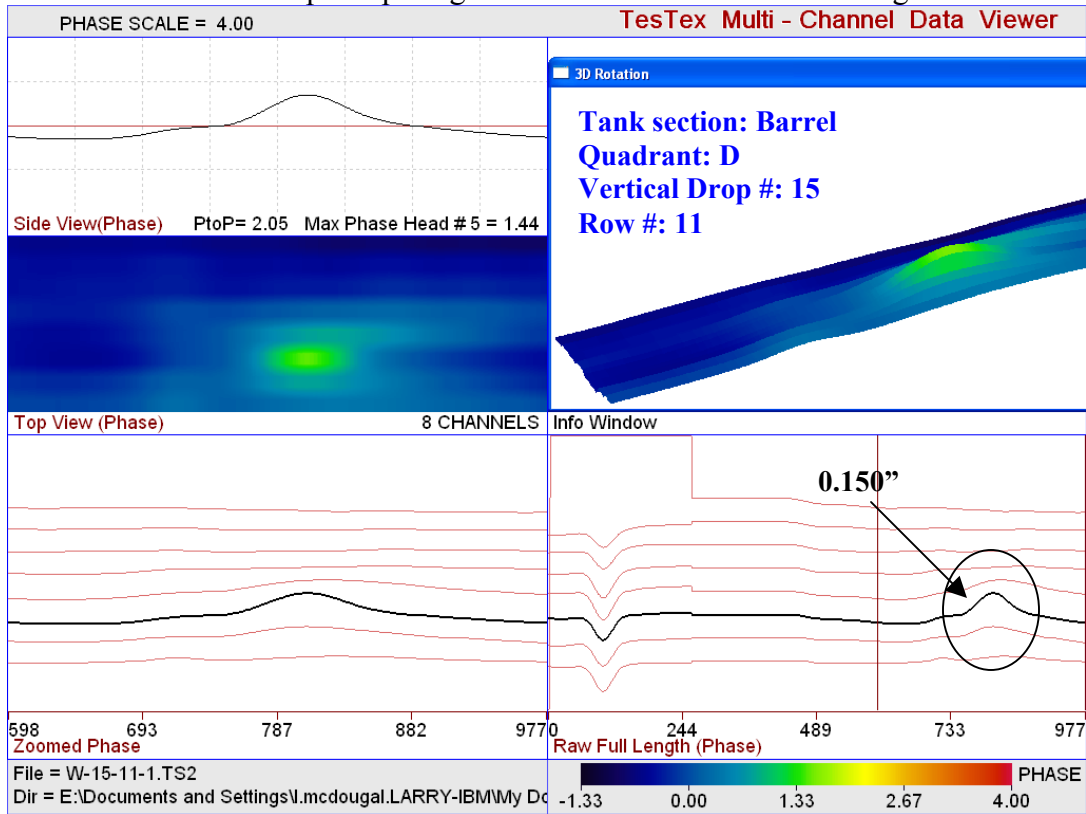 PHASE SCALE = 4.00
TesTex Multi - Channel Data Viewer
3D Rotation
Tank section: Barrel
Quadrant: D
Vertical Drop #: 15
Row #: 11
Side View(Phase) PtoP= 2.05 Max Phase Head # 5 = 1.44
Top View (Phase) 8 CHANNELS
Info Window
0.150”
598 693 787 882 977
Zoomed Phase
0 244 489 733 977
Raw Full Length (Phase)
File = W-15-11-1.TS2
Dir = E:\Documents and Settings\l.mcdougal.LARRY-IBM\My Do
PHASE
-1.33 0.00 1.33 2.67 4.00